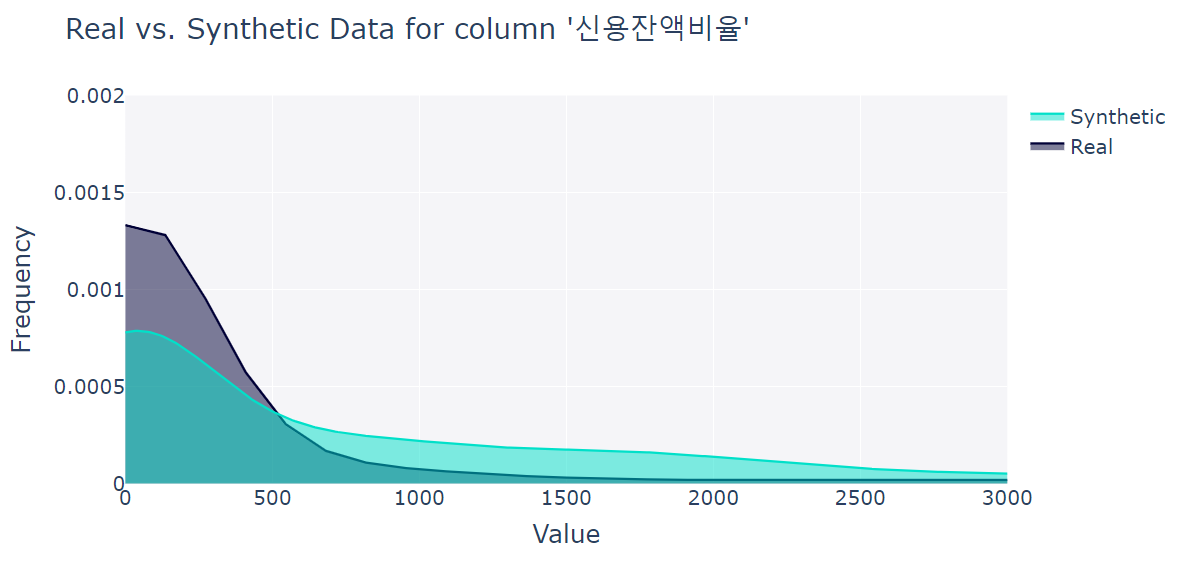 Real vs. Synthetic Data for column '신용잔액비율'
0.002
0.0015
0.001
0.0005
0
Frequency
0
500
1000
1500
2000
2500
3000
Value
Synthetic
Real